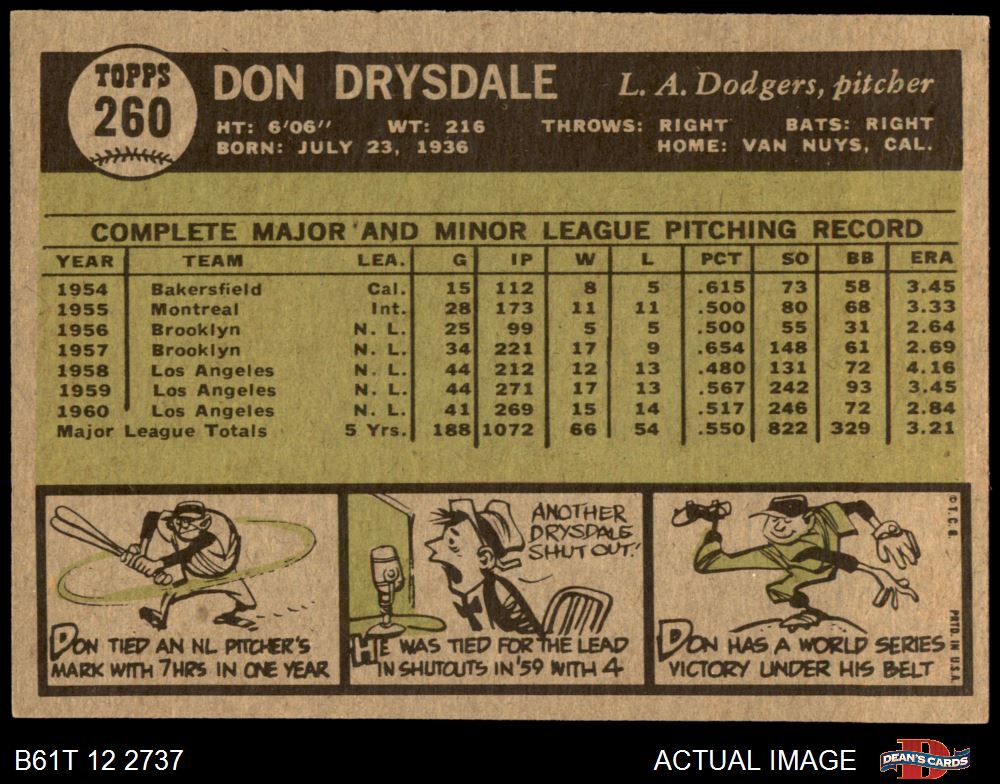 TOPPS
260
DON DRYSDALE
L. A. Dodgers, pitcher
HT: 6'06" WT: 216 THROWS: RIGHT BATS: RIGHT
BORN: JULY 23, 1936 HOME: VAN NUYS, CAL.
COMPLETE MAJOR AND MINOR LEAGUE PITCHING RECORD
YEAR TEAM LEA. G IP W L PCT SO BB ERA
1954 Bakersfield Cal. 15 112 8 5 .615 73 58 3.45
1955 Montreal Int. 28 173 11 11 .500 80 68 3.33
1956 Brooklyn N. L. 25 99 5 5 .500 55 31 2.64
1957 Brooklyn N. L. 34 221 17 9 .654 148 61 2.69
1958 Los Angeles N. L. 44 212 12 13 .480 131 72 4.16
1959 Los Angeles N. L. 44 271 17 13 .567 242 93 3.45
1960 Los Angeles N. L. 41 269 15 14 .517 246 72 2.84
Major League Totals 5 Yrs. 188 1072 66 54 .550 822 329 3.21
DON TIED AN NL PITCHER'S
MARK WITH 7HRS IN ONE YEAR
ANOTHER
DRYSDALE
SHUT OUT!
HE WAS TIED FOR THE LEAD
IN SHUTOUTS IN '59 WITH 4
DON HAS A WORLD SERIES
VICTORY UNDER HIS BELT
© T. C. G.
PRTD. IN U.S.A.
B61T 12 2737
ACTUAL IMAGE
DEAN'S CARDS